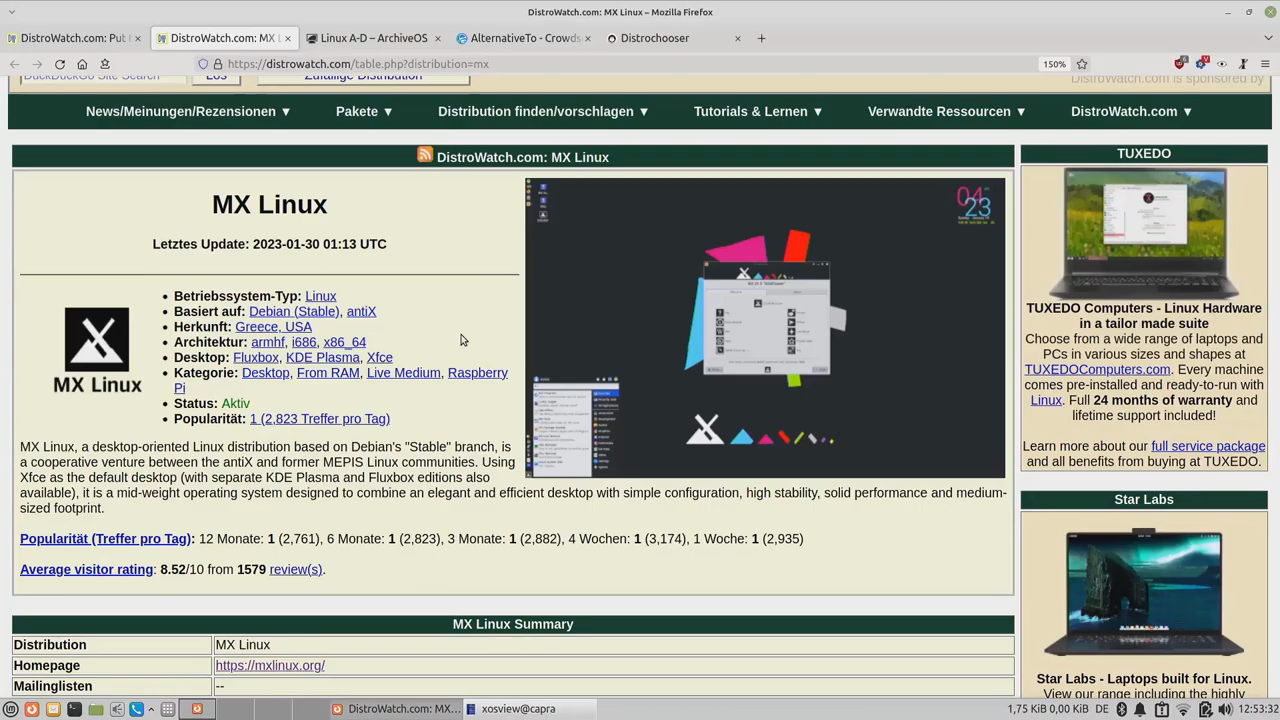 DistroWatch.com: MX Linux – Mozilla Firefox
DistroWatch.com: Put
DistroWatch.com: MX L
Linux A-D – ArchiveOS
AlternativeTo - Crowds
Distrochooser
https://distrowatch.com/table.php?distribution=mx
150%
DuckDuckGo Site Search
Los
Zufällige Distribution
DistroWatch.com is sponsored by
News/Meinungen/Rezensionen ▼
Pakete ▼
Distribution finden/vorschlagen ▼
Tutorials & Lernen ▼
Verwandte Ressourcen ▼
DistroWatch.com ▼
DistroWatch.com: MX Linux
MX Linux
Letztes Update: 2023-01-30 01:13 UTC
MX Linux
• Betriebssystem-Typ: Linux
• Basiert auf: Debian (Stable), antiX
• Herkunft: Greece, USA
• Architektur: armhf, i686, x86_64
• Desktop: Fluxbox, KDE Plasma, Xfce
• Kategorie: Desktop, From RAM, Live Medium, Raspberry
Pi
• Status: Aktiv
• Popularität: 1 (2,823 Treffer pro Tag)
04
23
MX Linux, a desktop-oriented Linux distribution based on Debian's "Stable" branch, is
a cooperative venture between the antiX and former MEPIS Linux communities. Using
Xfce as the default desktop (with separate KDE Plasma and Fluxbox editions also
available), it is a mid-weight operating system designed to combine an elegant and efficient desktop with simple configuration, high stability, solid performance and medium-
sized footprint.
Popularität (Treffer pro Tag): 12 Monate: 1 (2,761), 6 Monate: 1 (2,823), 3 Monate: 1 (2,882), 4 Wochen: 1 (3,174), 1 Woche: 1 (2,935)
Average visitor rating: 8.52/10 from 1579 review(s).
MX Linux Summary
Distribution MX Linux
Homepage https://mxlinux.org/
Mailinglisten --
TUXEDO
TUXEDO Computers - Linux Hardware
in a tailor made suite
Choose from a wide range of laptops and
PCs in various sizes and shapes at
TUXEDOComputers.com. Every machine
comes pre-installed and ready-to-run with
Linux. Full 24 months of warranty and
lifetime support included!
Learn more about our full service package
and all benefits from buying at TUXEDO.
Star Labs
Star Labs - Laptops built for Linux.
View our range including the highly
DistroWatch.com: MX...
xosview@capra
1,75 KiB 0,00 KiB
DE
12:53:32